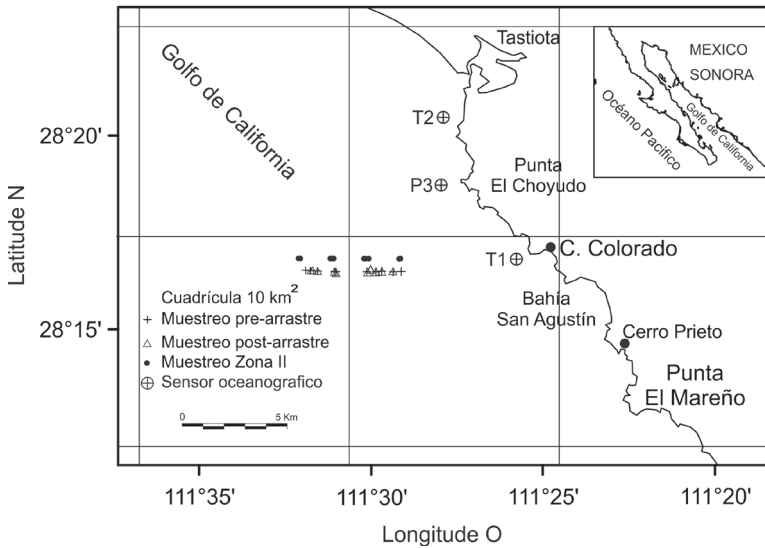 Tastiota
Golfo de California
MEXICO
SONORA
Océano Pacífico
Golfo de California
28°20'
T2
Punta
El Choyudo
P3
C. Colorado
T1
Latitude N
Cuadrícula 10 km²
Muestreo pre-arrastre
Muestreo post-arrastre
Muestreo Zona II
Sensor oceanografico
0 5 Km
Bahía
San Agustín
28°15'
Cerro Prieto
Punta
El Mareño
111°35' 111°30' 111°25' 111°20'
Longitude O